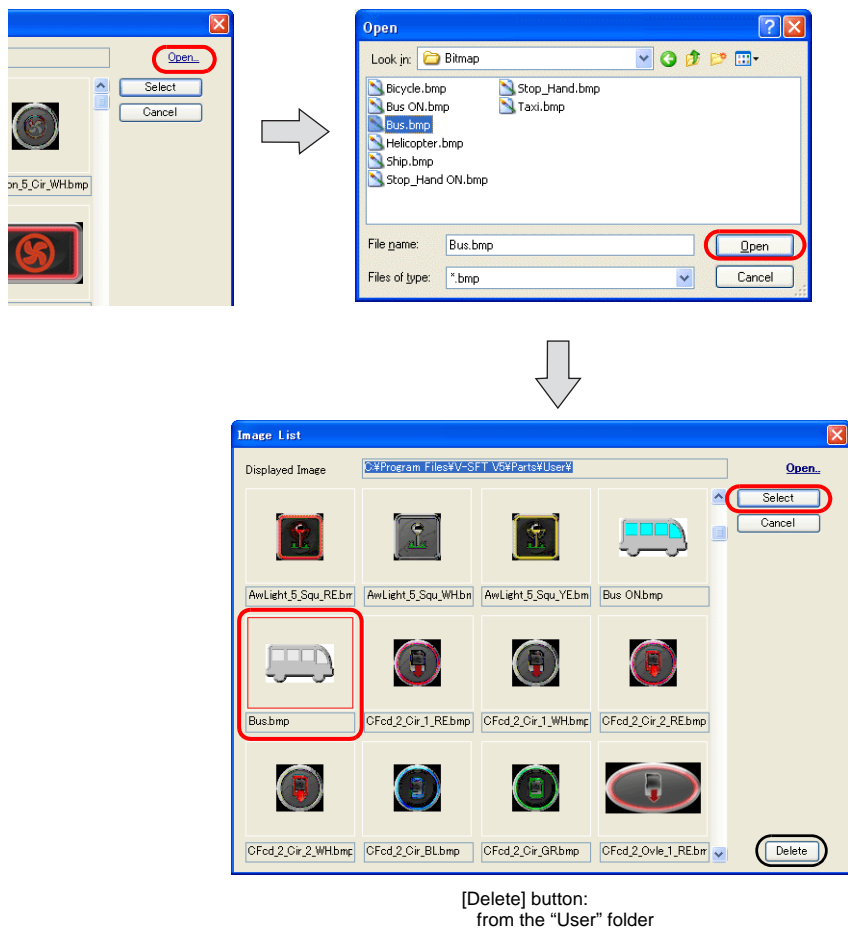 Open..
Select
Cancel
on_5_Cir_WH.bmp
Open
Look in:
Bitmap
Bicycle.bmp
Stop_Hand.bmp
Bus ON.bmp
Taxi.bmp
Bus.bmp
Helicopter.bmp
Ship.bmp
Stop_Hand ON.bmp
File name:
Bus.bmp
Open
Files of type:
*.bmp
Cancel
Image List
Displayed Image
C:¥Program Files¥V-SFT V5¥Parts¥User¥
Open..
Select
Cancel
AwLight_5_Squ_RE.bm
AwLight_5_Squ_WH.bm
AwLight_5_Squ_YE.bm
Bus ON.bmp
Bus.bmp
CFcd_2_Cir_1_RE.bmp
CFcd_2_Cir_1_WH.bmp
CFcd_2_Cir_2_RE.bmp
CFcd_2_Cir_2_WH.bmp
CFcd_2_Cir_BL.bmp
CFcd_2_Cir_GR.bmp
CFcd_2_Ovle_1_RE.bm
Delete
[Delete] button:
from the “User” folder